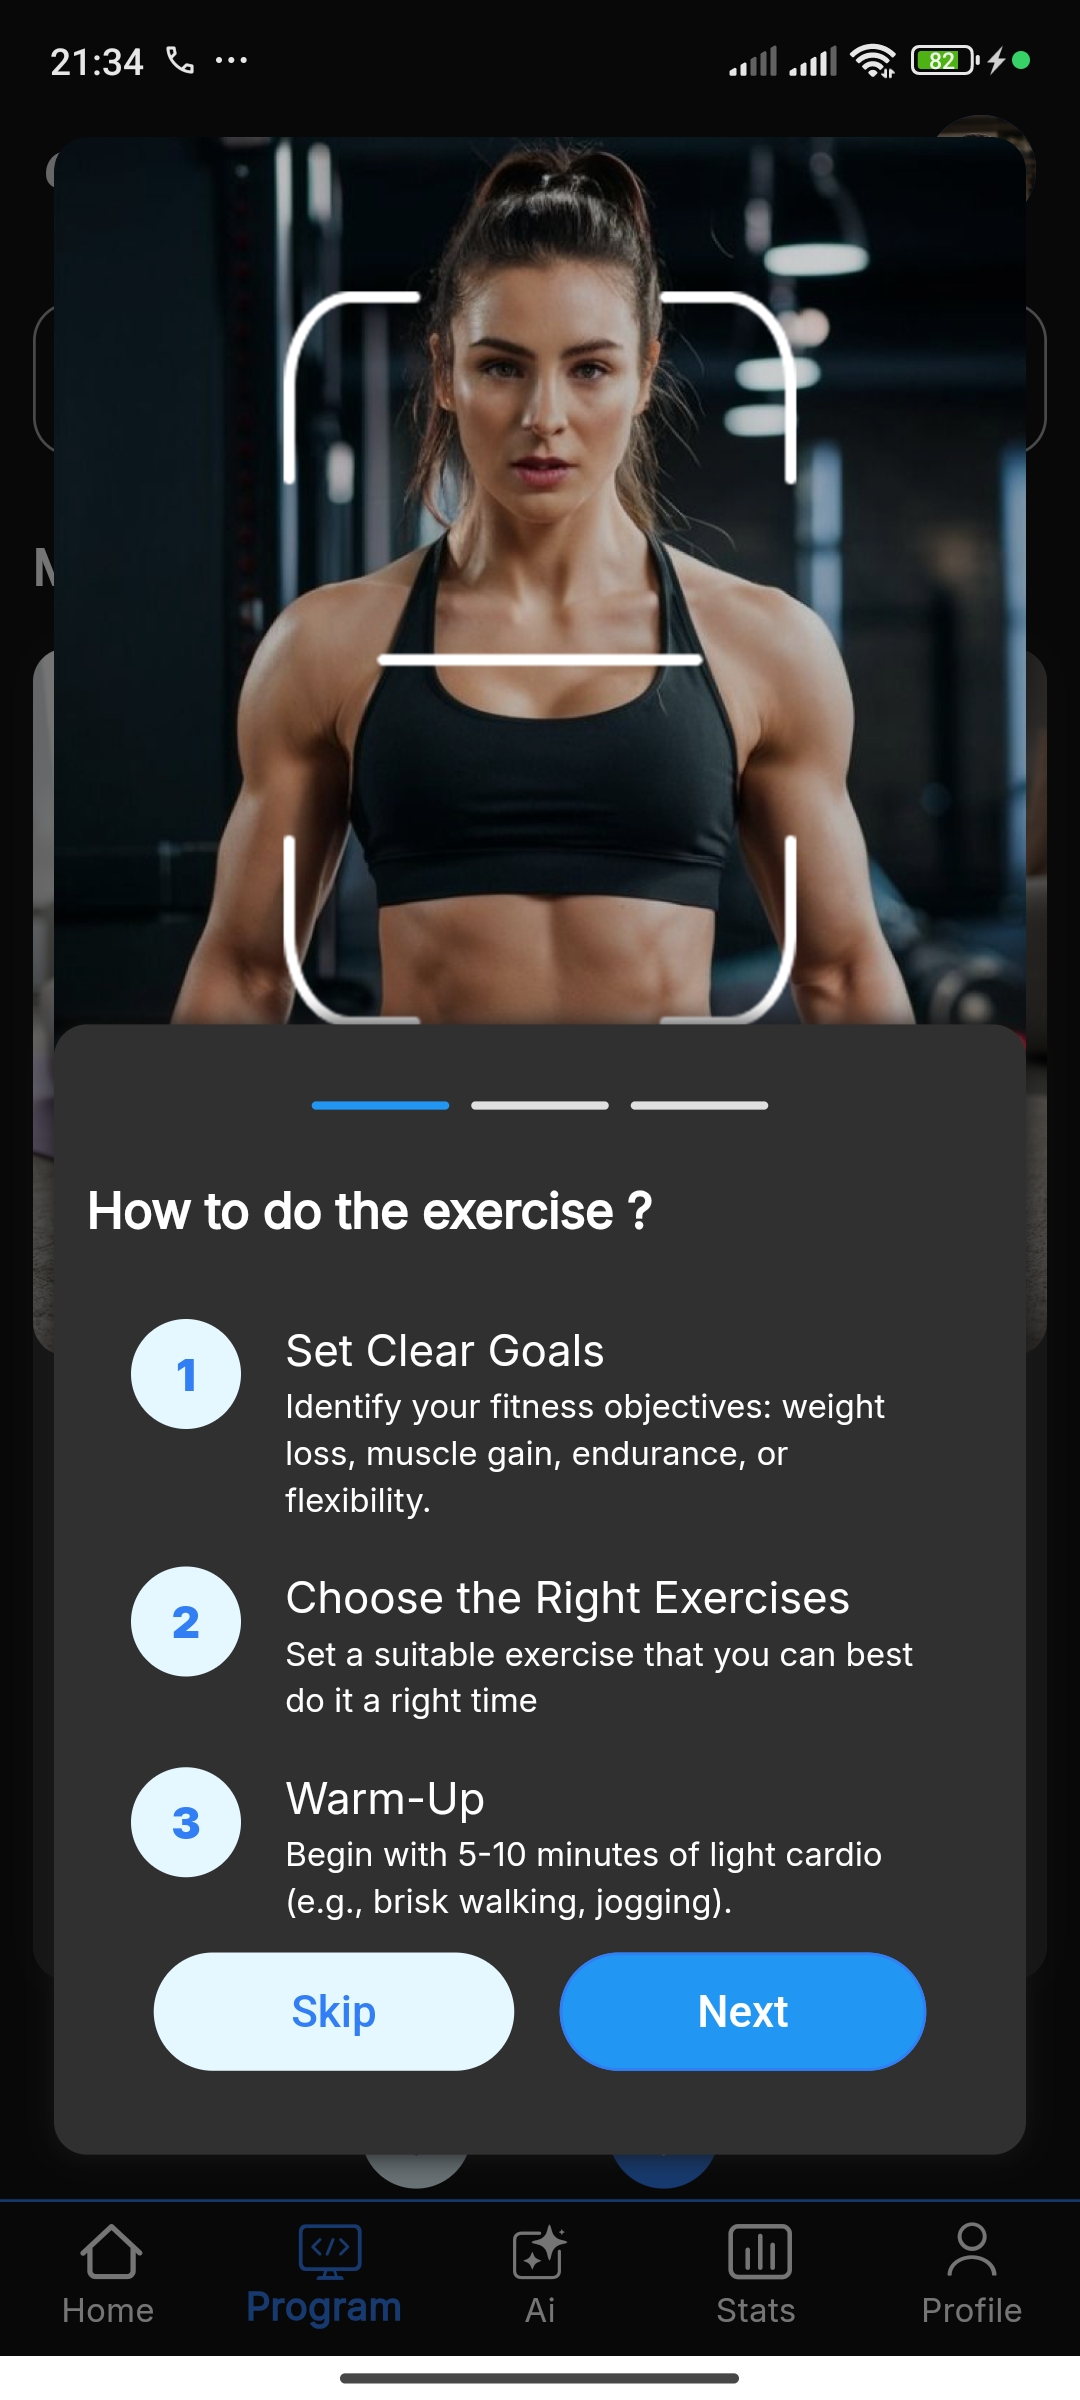 21:34
82
M
How to do the exercise ?
1
Set Clear Goals
Identify your fitness objectives: weight
loss, muscle gain, endurance, or
flexibility.
2
Choose the Right Exercises
Set a suitable exercise that you can best
do it a right time
3
Warm-Up
Begin with 5-10 minutes of light cardio
(e.g., brisk walking, jogging).
Skip
Next
Home
Program
Ai
Stats
Profile